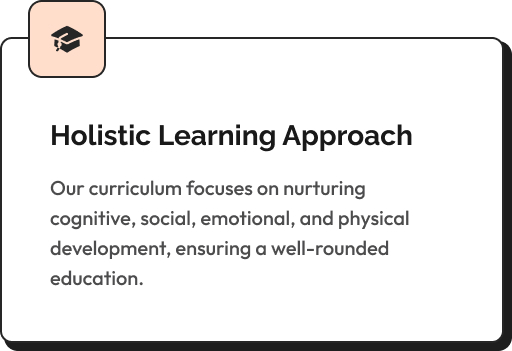 Holistic Learning Approach
Our curriculum focuses on nurturing
cognitive, social, emotional, and physical
development, ensuring a well-rounded
education.